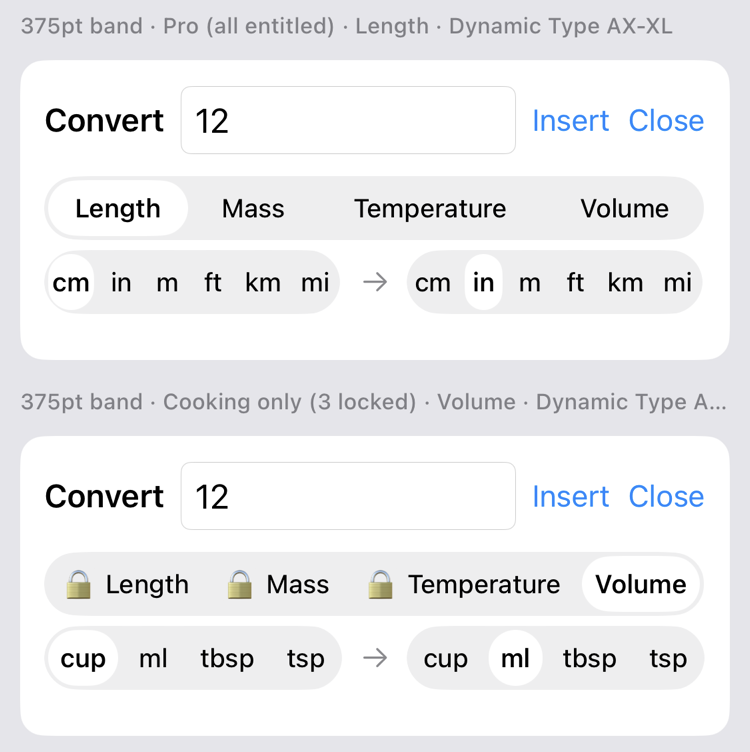 375pt band · Pro (all entitled) · Length · Dynamic Type AX-XL
Convert 12 Insert Close
Length Mass Temperature Volume
cm in m ft km mi → cm in m ft km mi
375pt band · Cooking only (3 locked) · Volume · Dynamic Type A...
Convert 12 Insert Close
🔒 Length 🔒 Mass 🔒 Temperature Volume
cup ml tbsp tsp → cup ml tbsp tsp